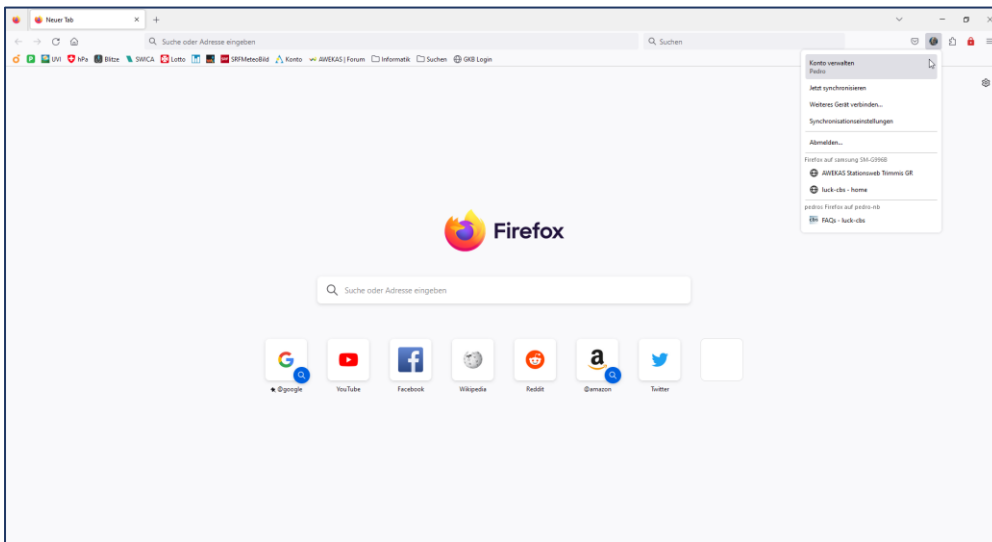 Neuer Tab
Suche oder Adresse eingeben
Suchen
UVI hPa Blitze SWICA Lotto SRFMeteoBild Konto AWEKAS | Forum Informatik Suchen GKB Login
Konto verwalten
Pedro
Jetzt synchronisieren
Weiteres Gerät verbinden...
Synchronisationseinstellungen
Abmelden...
Firefox auf samsung SM-G996B
AWEKAS Stationsweb Trimmis GR
luck-cbs - home
pedros Firefox auf pedro-nb
FAQs - luck-cbs
Firefox
Suche oder Adresse eingeben
@google YouTube Facebook Wikipedia Reddit @amazon Twitter